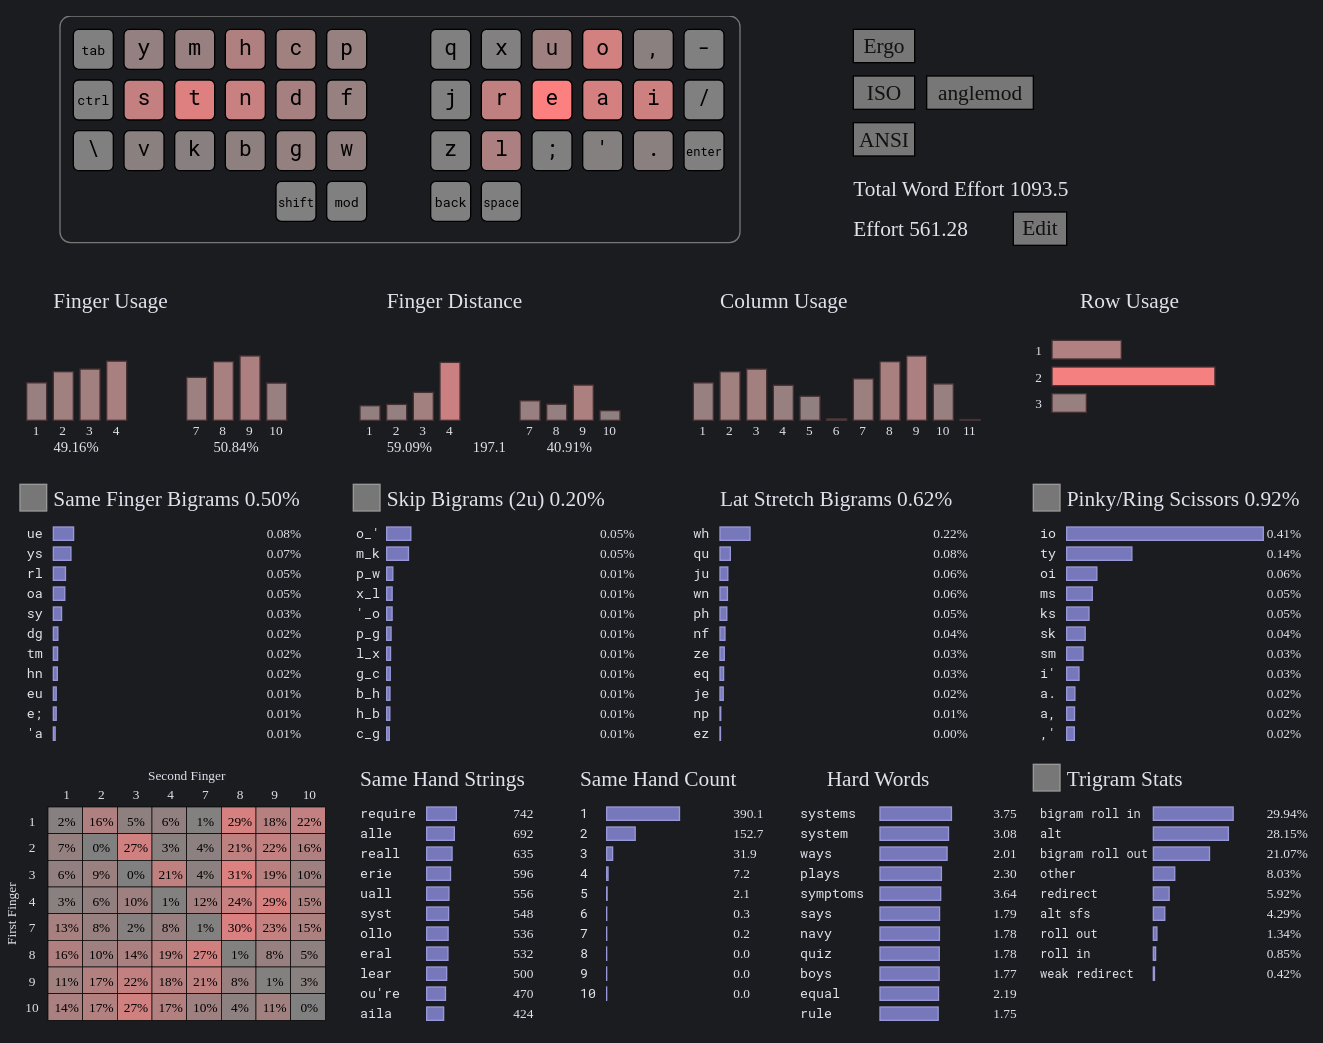 tab y m h c p q x u o , -
ctrl s t n d f j r e a i /
\ v k b g w z l ; ' . enter
shift mod back space
Ergo
ISO anglemod
ANSI
Total Word Effort 1093.5
Effort 561.28 Edit
Finger Usage
1 2 3 4 7 8 9 10
49.16% 50.84%
Finger Distance
1 2 3 4 7 8 9 10
59.09% 197.1 40.91%
Column Usage
1 2 3 4 5 6 7 8 9 10 11
Row Usage
1
2
3
Same Finger Bigrams 0.50%
ue 0.08%
ys 0.07%
rl 0.05%
oa 0.05%
sy 0.03%
dg 0.02%
tm 0.02%
hn 0.02%
eu 0.01%
e; 0.01%
'a 0.01%
Skip Bigrams (2u) 0.20%
o_' 0.05%
m_k 0.05%
p_w 0.01%
x_l 0.01%
'_o 0.01%
p_g 0.01%
l_x 0.01%
g_c 0.01%
b_h 0.01%
h_b 0.01%
c_g 0.01%
Lat Stretch Bigrams 0.62%
wh 0.22%
qu 0.08%
ju 0.06%
wn 0.06%
ph 0.05%
nf 0.04%
ze 0.03%
eq 0.03%
je 0.02%
np 0.01%
ez 0.00%
Pinky/Ring Scissors 0.92%
io 0.41%
ty 0.14%
oi 0.06%
ms 0.05%
ks 0.05%
sk 0.04%
sm 0.03%
i' 0.03%
a. 0.02%
a, 0.02%
,' 0.02%
Second Finger
1 2 3 4 7 8 9 10
First Finger
1 2% 16% 5% 6% 1% 29% 18% 22%
2 7% 0% 27% 3% 4% 21% 22% 16%
3 6% 9% 0% 21% 4% 31% 19% 10%
4 3% 6% 10% 1% 12% 24% 29% 15%
7 13% 8% 2% 8% 1% 30% 23% 15%
8 16% 10% 14% 19% 27% 1% 8% 5%
9 11% 17% 22% 18% 21% 8% 1% 3%
10 14% 17% 27% 17% 10% 4% 11% 0%
Same Hand Strings
require 742
alle 692
reall 635
erie 596
uall 556
syst 548
ollo 536
eral 532
lear 500
ou're 470
aila 424
Same Hand Count
1 390.1
2 152.7
3 31.9
4 7.2
5 2.1
6 0.3
7 0.2
8 0.0
9 0.0
10 0.0
Hard Words
systems 3.75
system 3.08
ways 2.01
plays 2.30
symptoms 3.64
says 1.79
navy 1.78
quiz 1.78
boys 1.77
equal 2.19
rule 1.75
Trigram Stats
bigram roll in 29.94%
alt 28.15%
bigram roll out 21.07%
other 8.03%
redirect 5.92%
alt sfs 4.29%
roll out 1.34%
roll in 0.85%
weak redirect 0.42%